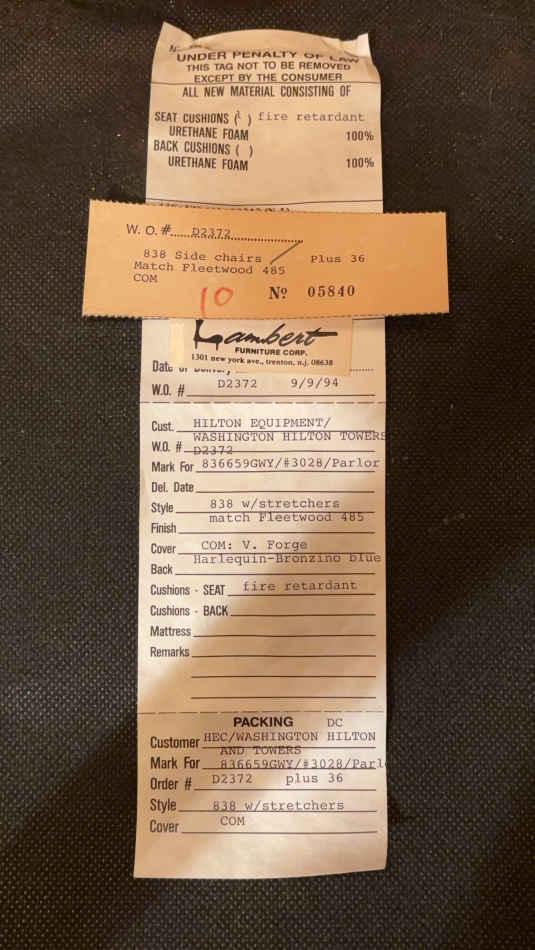 UNDER PENALTY OF LAW
THIS TAG NOT TO BE REMOVED
EXCEPT BY THE CONSUMER
ALL NEW MATERIAL CONSISTING OF
SEAT CUSHIONS (1) fire retardant
URETHANE FOAM 100%
BACK CUSHIONS ( )
URETHANE FOAM 100%
W. O. # D2372
838 Side chairs / Plus 36
Match Fleetwood 485
COM
10 Nº 05840
Lambert
FURNITURE CORP.
1301 new york ave., trenton, n.j. 08638
Date of Delivery
W.O. # D2372 9/9/94
Cust. HILTON EQUIPMENT/
WASHINGTON HILTON TOWERS
W.O. # D2372
Mark For 836659GWY/#3028/Parlor
Del. Date
Style 838 w/stretchers
match Fleetwood 485
Finish
Cover COM: V. Forge
Harlequin-Bronzino blue
Back
Cushions - SEAT fire retardant
Cushions - BACK
Mattress
Remarks
PACKING DC
Customer HEC/WASHINGTON HILTON
AND TOWERS
Mark For 836659GWY/#3028/Parl
Order # D2372 plus 36
Style 838 w/stretchers
Cover COM